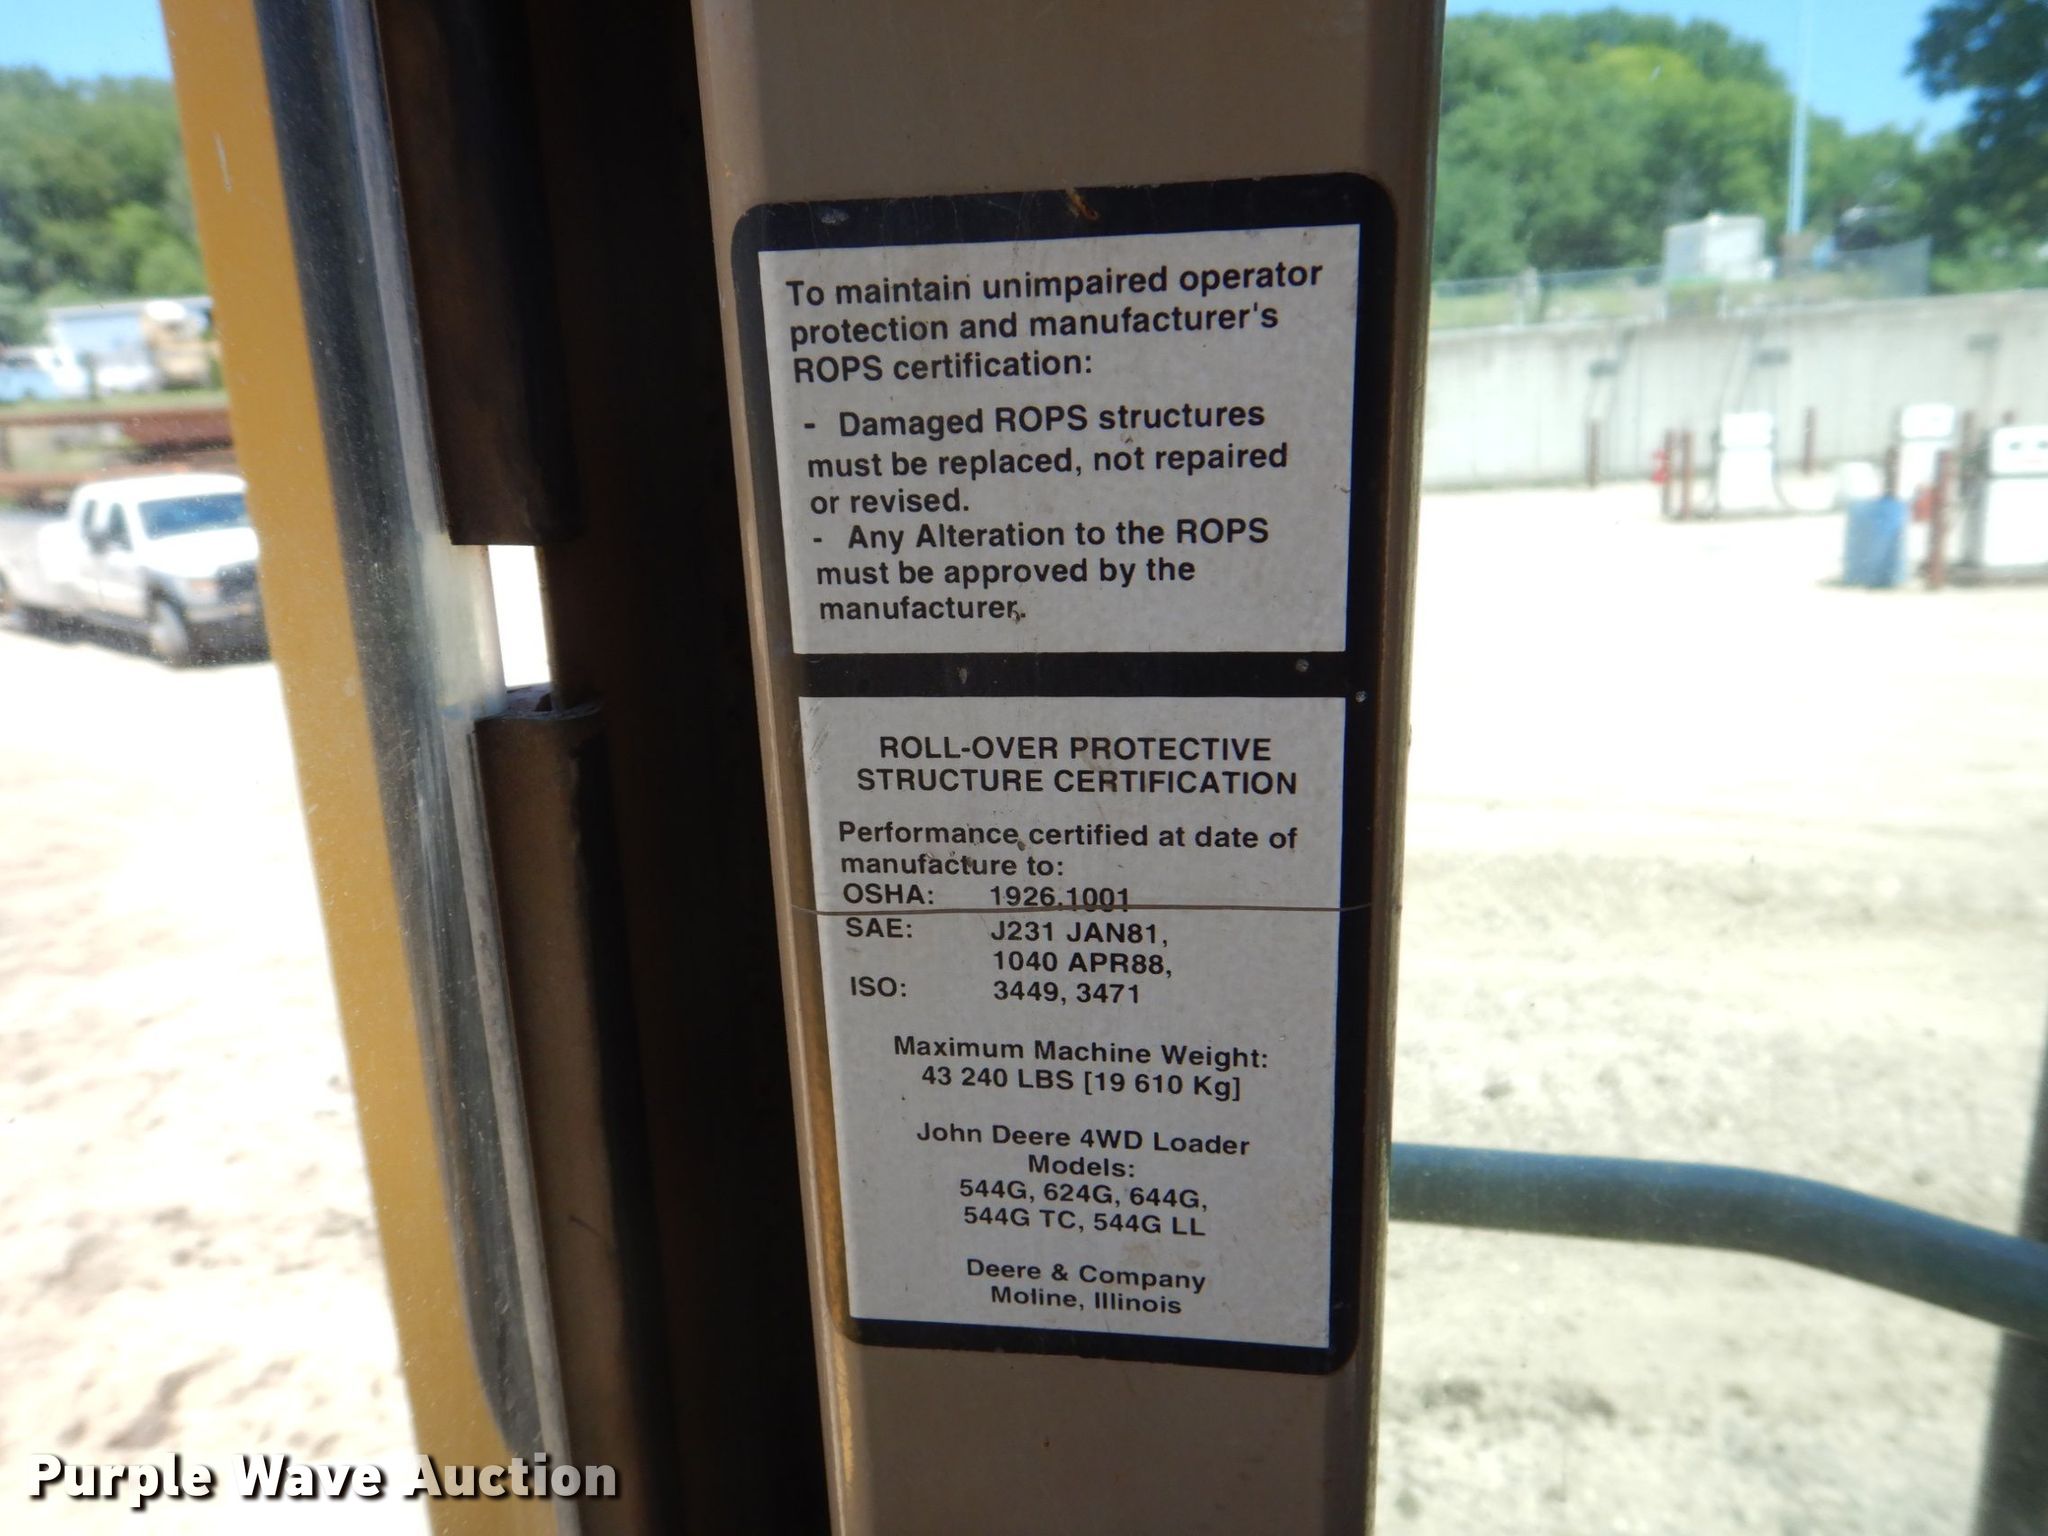 To maintain unimpaired operator
protection and manufacturer's
ROPS certification:
- Damaged ROPS structures
must be replaced, not repaired
or revised.
- Any Alteration to the ROPS
must be approved by the
manufacturer.
ROLL-OVER PROTECTIVE
STRUCTURE CERTIFICATION
Performance certified at date of
manufacture to:
OSHA: 1926.1001
SAE: J231 JAN81,
1040 APR88,
ISO: 3449, 3471
Maximum Machine Weight:
43 240 LBS [19 610 Kg]
John Deere 4WD Loader
Models:
544G, 624G, 644G,
544G TC, 544G LL
Deere & Company
Moline, Illinois
Purple Wave Auction